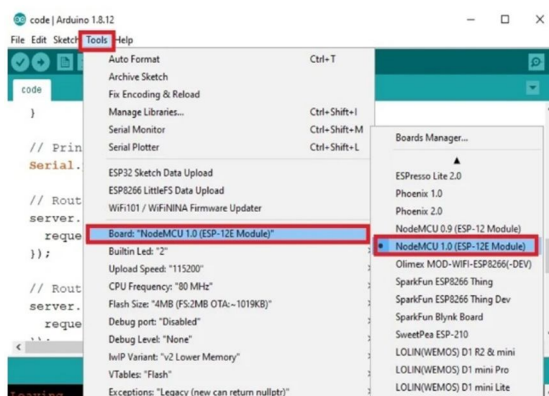 code | Arduino 1.8.12
File Edit Sketch Tools Help
code
}
// Prin
Serial.
// Rout
server.
reque
});
// Rout
server.
reque
Auto Format Ctrl+T
Archive Sketch
Fix Encoding & Reload
Manage Libraries... Ctrl+Shift+I
Serial Monitor Ctrl+Shift+M
Serial Plotter Ctrl+Shift+L
ESP32 Sketch Data Upload
ESP8266 LittleFS Data Upload
WiFi101 / WiFiNINA Firmware Updater
Board: "NodeMCU 1.0 (ESP-12E Module)"
Builtin Led: "2"
Upload Speed: "115200"
CPU Frequency: "80 MHz"
Flash Size: "4MB (FS:2MB OTA:~1019KB)"
Debug port: "Disabled"
Debug Level: "None"
lwIP Variant: "v2 Lower Memory"
VTables: "Flash"
Exceptions: "Legacy (new can return nullptr)"
Boards Manager...
ESPresso Lite 2.0
Phoenix 1.0
Phoenix 2.0
NodeMCU 0.9 (ESP-12 Module)
NodeMCU 1.0 (ESP-12E Module)
Olimex MOD-WIFI-ESP8266(-DEV)
SparkFun ESP8266 Thing
SparkFun ESP8266 Thing Dev
SparkFun Blynk Board
SweetPea ESP-210
LOLIN(WEMOS) D1 R2 & mini
LOLIN(WEMOS) D1 mini Pro
LOLIN(WEMOS) D1 mini Lite